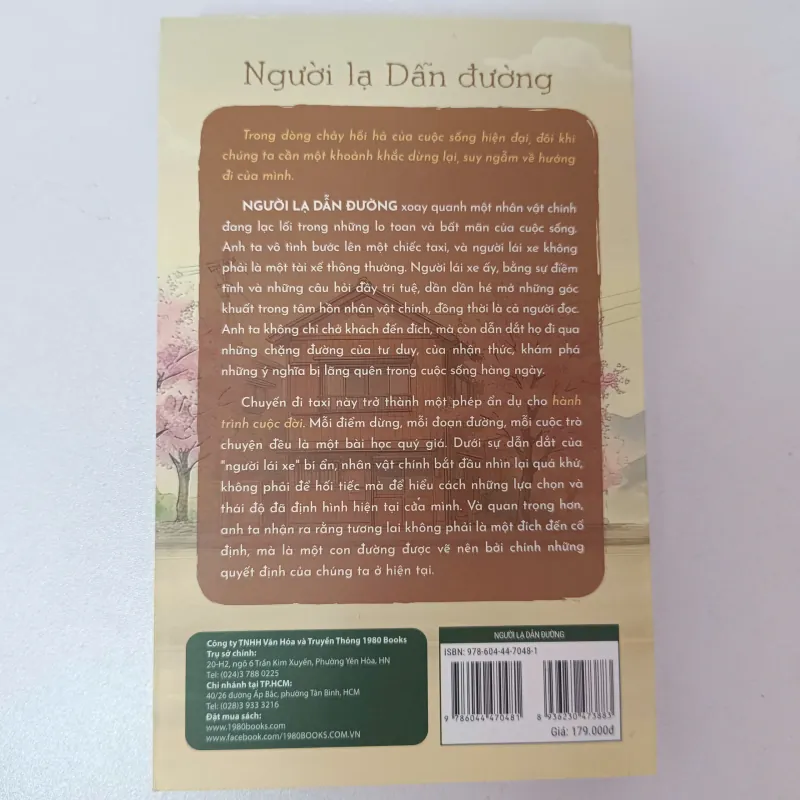 Người lạ Dẫn đường
Trong dòng chảy hối hả của cuộc sống hiện đại, đôi khi
chúng ta cần một khoảnh khắc dừng lại, suy ngẫm về hướng
đi của mình.
NGƯỜI LẠ DẪN ĐƯỜNG xoay quanh một nhân vật chính
đang lạc lối trong những lo toan và bất mãn của cuộc sống.
Anh ta vô tình bước lên một chiếc taxi, và người lái xe không
phải là một tài xế thông thường. Người lái xe ấy, bằng sự điềm
tĩnh và những câu hỏi đầy trí tuệ, dần dần hé mở những góc
khuất trong tâm hồn nhân vật chính, đồng thời là cả người đọc.
Anh ta không chỉ chở khách đến đích, mà còn dẫn dắt họ đi qua
những chặng đường của tư duy, của nhận thức, khám phá
những ý nghĩa bị lãng quên trong cuộc sống hàng ngày.
Chuyến đi taxi này trở thành một phép ẩn dụ cho hành
trình cuộc đời. Mỗi điểm dừng, mỗi đoạn đường, mỗi cuộc trò
chuyện đều là một bài học quý giá. Dưới sự dẫn dắt của
"người lái xe" bí ẩn, nhân vật chính bắt đầu nhìn lại quá khứ,
không phải để hối tiếc mà để hiểu cách những lựa chọn và
thái độ đã định hình hiện tại của mình. Và quan trọng hơn,
anh ta nhận ra rằng tương lai không phải là một đích đến cố
định, mà là một con đường được vẽ nên bởi chính những
quyết định của chúng ta ở hiện tại.
Công ty TNHH Văn Hóa và Truyền Thông 1980 Books
Trụ sở chính:
20-H2, ngõ 6 Trần Kim Xuyến, Phường Yên Hòa, HN
Tel: (024)3 788 0225
Chi nhánh tại TP.HCM:
40/26 đường Ấp Bắc, phường Tân Bình, HCM
Tel: (028)3 933 3216
Đặt mua sách:
www.1980books.com
www.facebook.com/1980BOOKS.COM.VN
NGƯỜI LẠ DẪN ĐƯỜNG
ISBN: 978-604-44-7048-1
9 786044 470481
8 936230 473883
Giá: 179.000đ